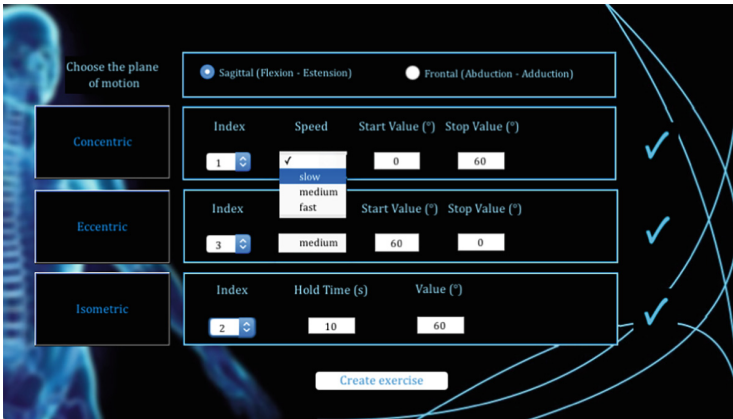 Choose the plane
of motion
Sagittal (Flexion - Extension)
Frontal (Abduction - Adduction)
Concentric
Index Speed Start Value (°) Stop Value (°)
1 ✓ 0 60
slow
medium
fast
Eccentric
Index Start Value (°) Stop Value (°)
3 medium 60 0
Isometric
Index Hold Time (s) Value (°)
2 10 60
Create exercise